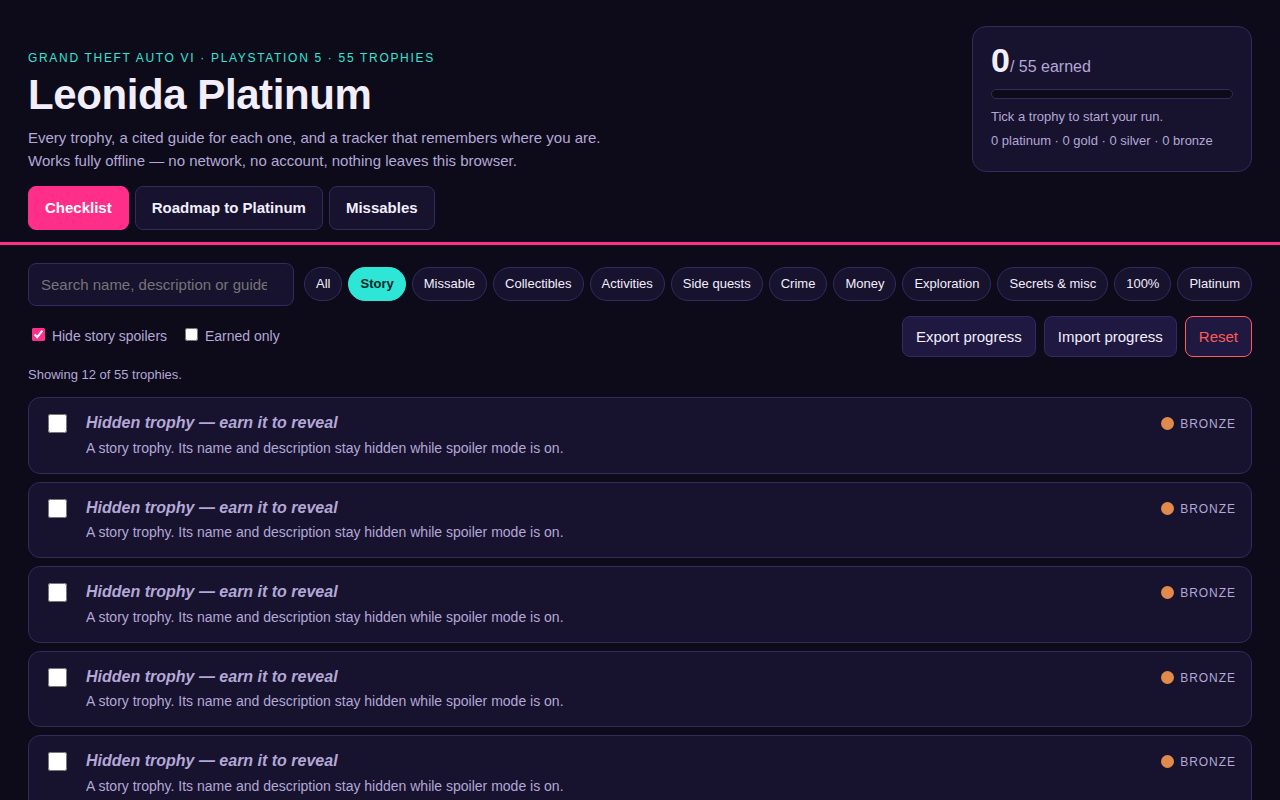 GRAND THEFT AUTO VI · PLAYSTATION 5 · 55 TROPHIES
Leonida Platinum
Every trophy, a cited guide for each one, and a tracker that remembers where you are.
Works fully offline — no network, no account, nothing leaves this browser.
0 / 55 earned
Tick a trophy to start your run.
0 platinum · 0 gold · 0 silver · 0 bronze
Checklist Roadmap to Platinum Missables
Search name, description or guide All Story Missable Collectibles Activities Side quests Crime Money Exploration Secrets & misc 100% Platinum
Hide story spoilers Earned only Export progress Import progress Reset
Showing 12 of 55 trophies.
Hidden trophy — earn it to reveal BRONZE
A story trophy. Its name and description stay hidden while spoiler mode is on.
Hidden trophy — earn it to reveal BRONZE
A story trophy. Its name and description stay hidden while spoiler mode is on.
Hidden trophy — earn it to reveal BRONZE
A story trophy. Its name and description stay hidden while spoiler mode is on.
Hidden trophy — earn it to reveal BRONZE
A story trophy. Its name and description stay hidden while spoiler mode is on.
Hidden trophy — earn it to reveal BRONZE
A story trophy. Its name and description stay hidden while spoiler mode is on.